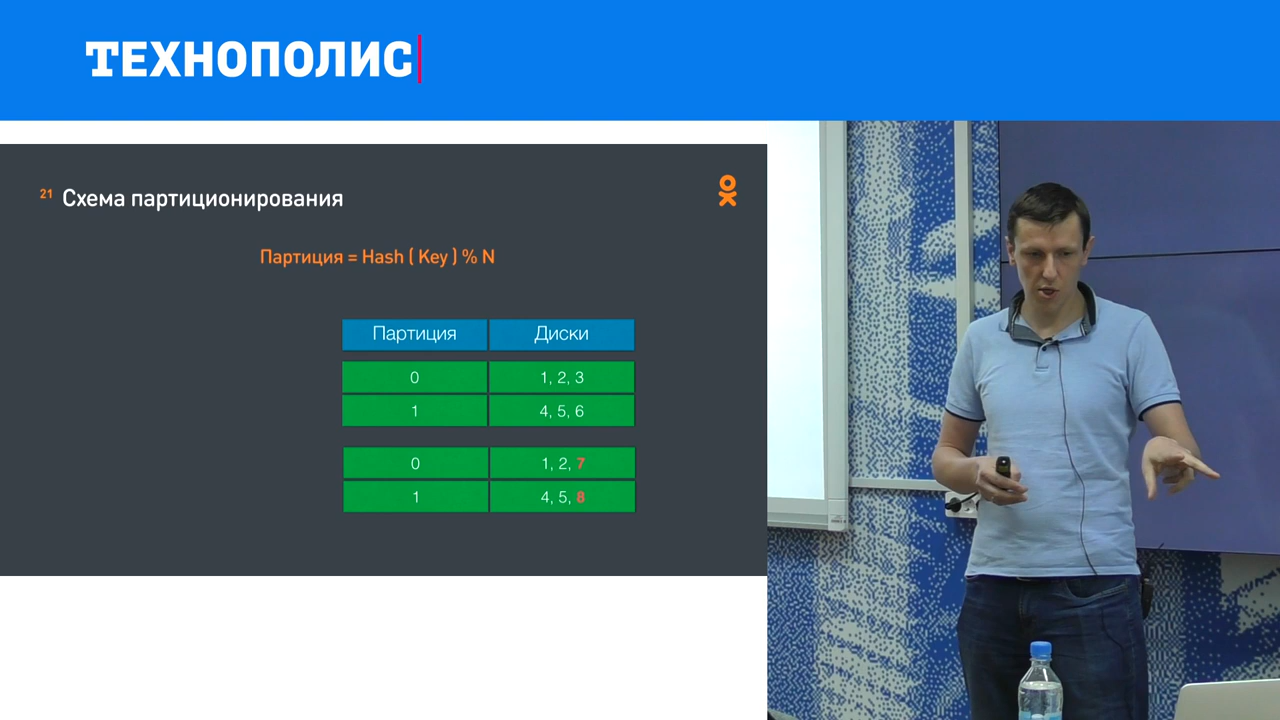 ТЕХНОПОЛИС
21 Схема партиционирования
Партиция = Hash ( Key ) % N
Партиция Диски
0 1, 2, 3
1 4, 5, 6
0 1, 2, 7
1 4, 5, 8